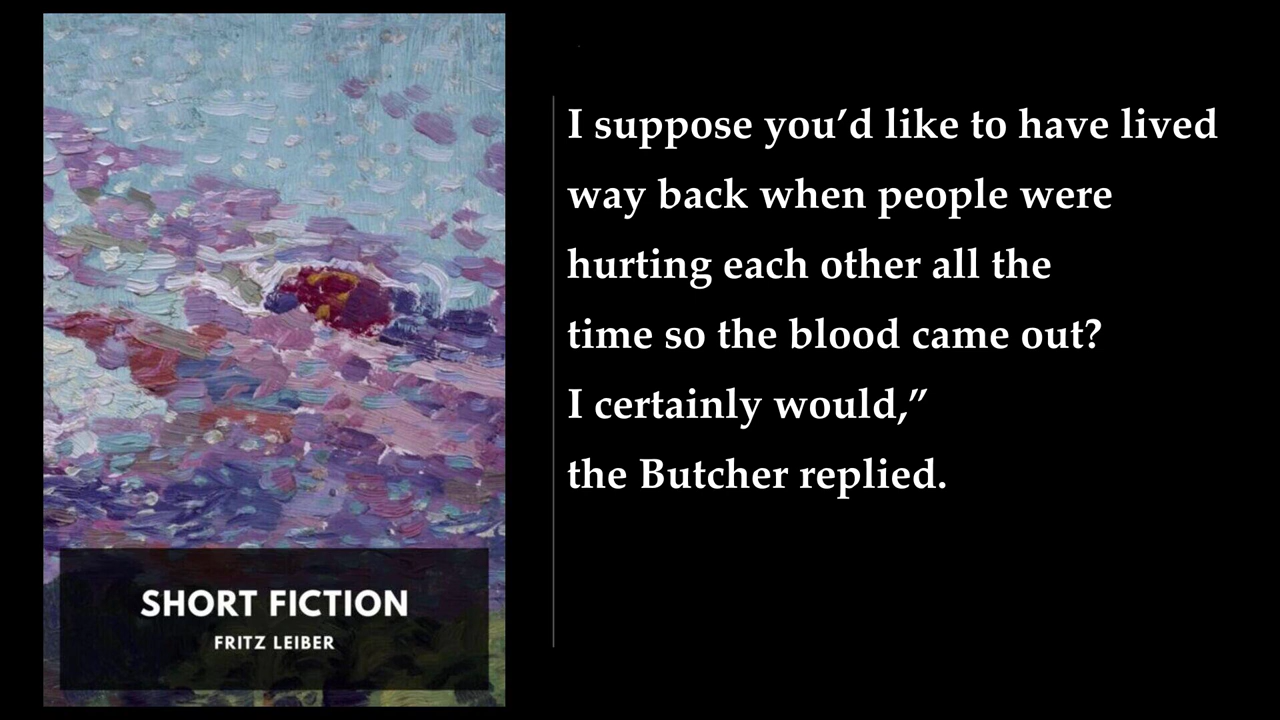 SHORT FICTION
FRITZ LEIBER
I suppose you’d like to have lived
way back when people were
hurting each other all the
time so the blood came out?
I certainly would,”
the Butcher replied.